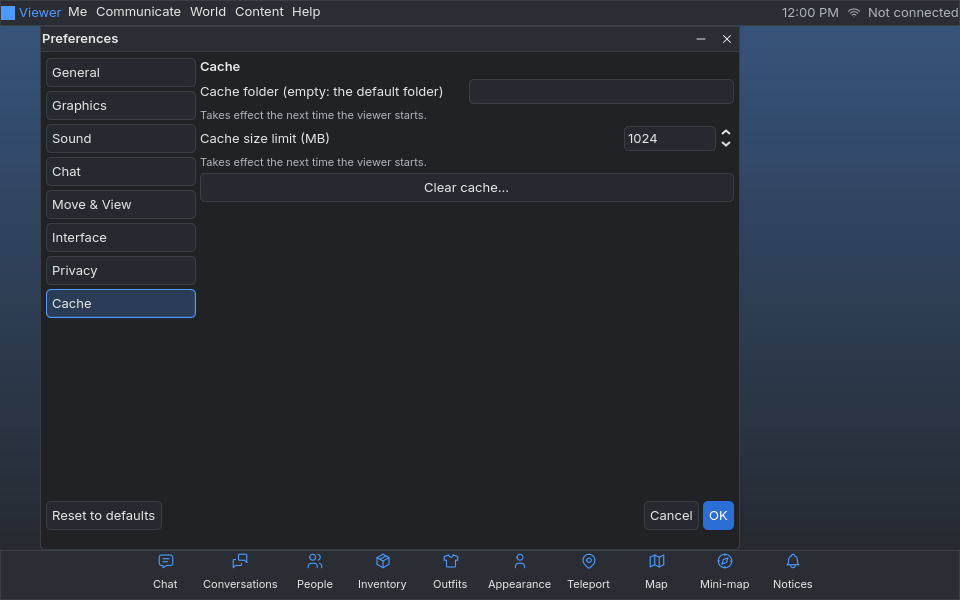 Viewer Me Communicate World Content Help 12:00 PM Not connected
Preferences
General
Graphics
Sound
Chat
Move & View
Interface
Privacy
Cache
Cache
Cache folder (empty: the default folder)
Takes effect the next time the viewer starts.
Cache size limit (MB) 1024
Takes effect the next time the viewer starts.
Clear cache...
Reset to defaults Cancel OK
Chat Conversations People Inventory Outfits Appearance Teleport Map Mini-map Notices